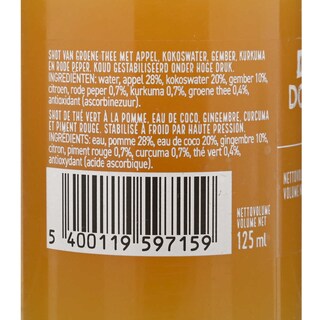 SHOT VAN GROENE THEE MET APPEL, KOKOSWATER, GEMBER, KURKUMA
EN RODE PEPER. KOUD GESTABILISEERD ONDER HOGE DRUK.
INGREDIËNTEN: water, appel 28%, kokoswater 20%, gember 10%,
citroen, rode peper 0,7%, kurkuma 0,7%, groene thee 0,4%,
antioxidant (ascorbinezuur).
SHOT DE THÉ VERT À LA POMME, EAU DE COCO, GINGEMBRE, CURCUMA
ET PIMENT ROUGE. STABILISÉ À FROID PAR HAUTE PRESSION.
INGRÉDIENTS: eau, pomme 28%, eau de coco 20%, gingembre 10%,
citron, piment rouge 0,7%, curcuma 0,7%, thé vert 0,4%,
antioxydant (acide ascorbique).
NETTOVOLUME
VOLUME NET
125 ml
5 400119 597159
DO
NETTOVOLU
VOLUME N